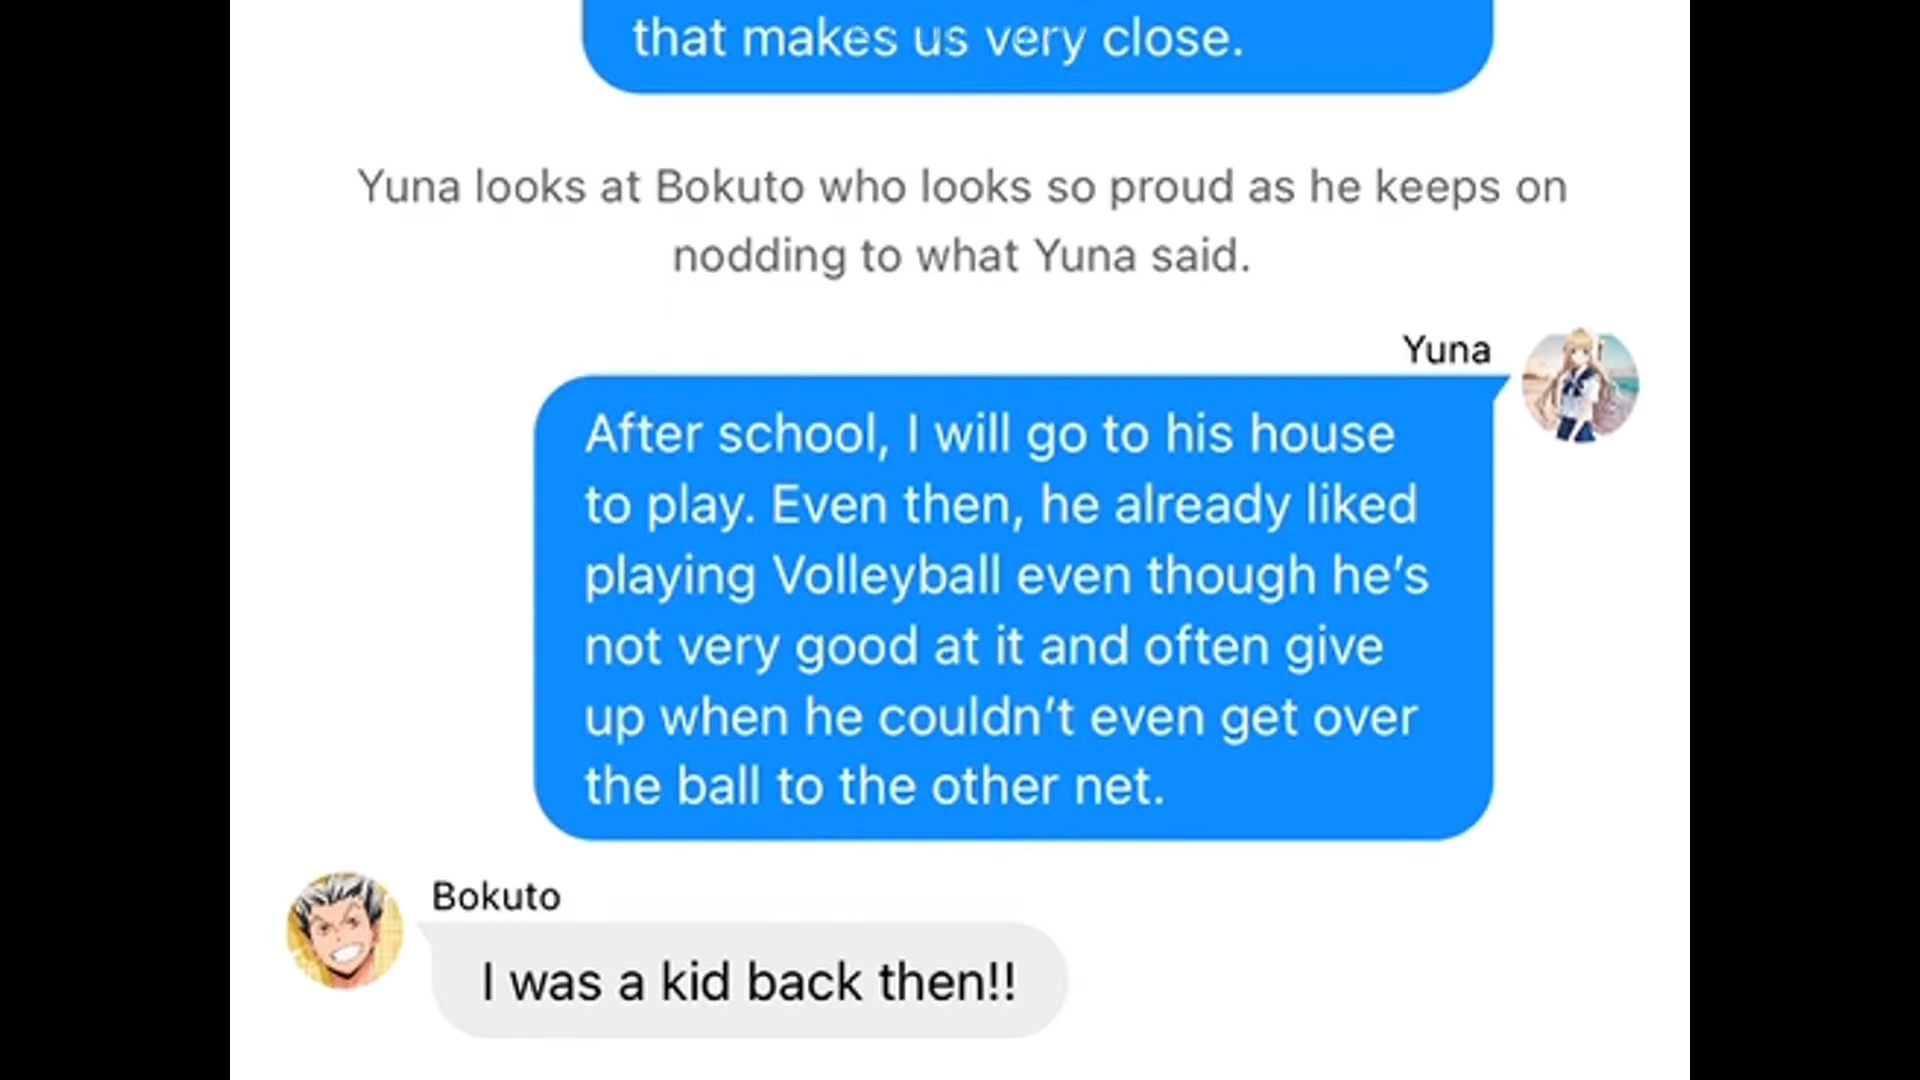 that makes us very close.
Yuna looks at Bokuto who looks so proud as he keeps on
nodding to what Yuna said.
Yuna
After school, I will go to his house
to play. Even then, he already liked
playing Volleyball even though he’s
not very good at it and often give
up when he couldn’t even get over
the ball to the other net.
Bokuto
I was a kid back then!!